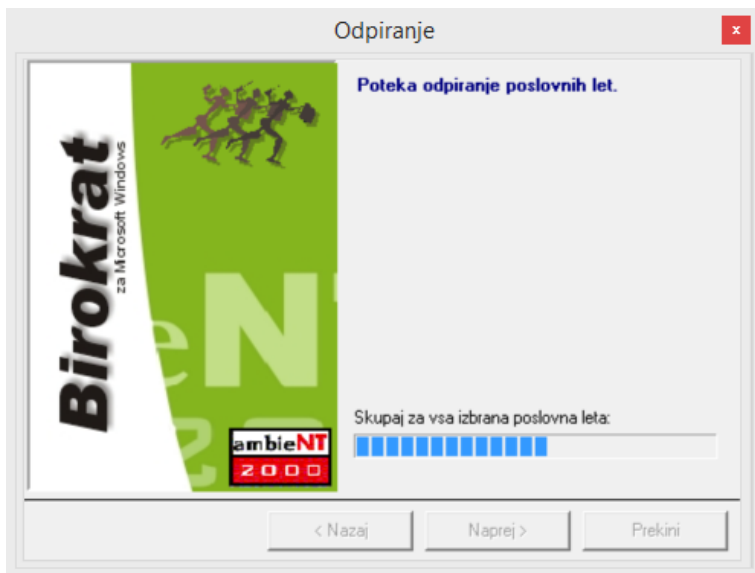 Odpiranje
x
Birokrat
za Microsoft Windows
eNT
ambieNT
2000
Poteka odpiranje poslovnih let.
Skupaj za vsa izbrana poslovna leta:
< Nazaj
Naprej >
Prekini